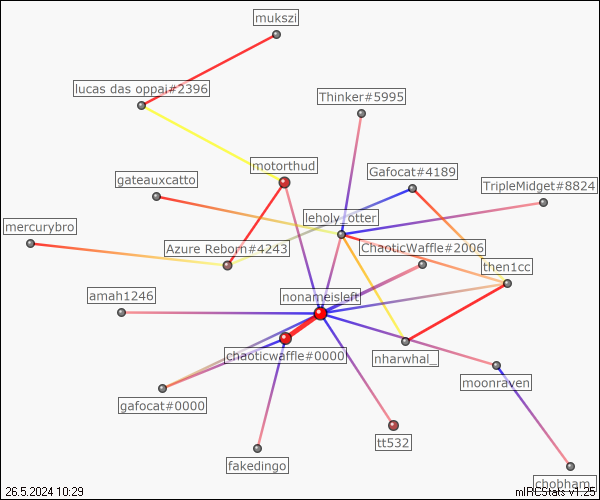 mukszi
lucas das oppai#2396
Thinker#5995
motorthud
Gafocat#4189
gateauxcatto
TripleMidget#8824
leholy_otter
mercurybro
Azure Reborn#4243
ChaoticWaffle#2006
then1cc
amah1246
nonameisleft
chaoticwaffle#0000
nharwhal_
moonraven
gafocat#0000
tt532
fakedingo
chobham_
26.5.2024 10:29
mIRCStats v1.25